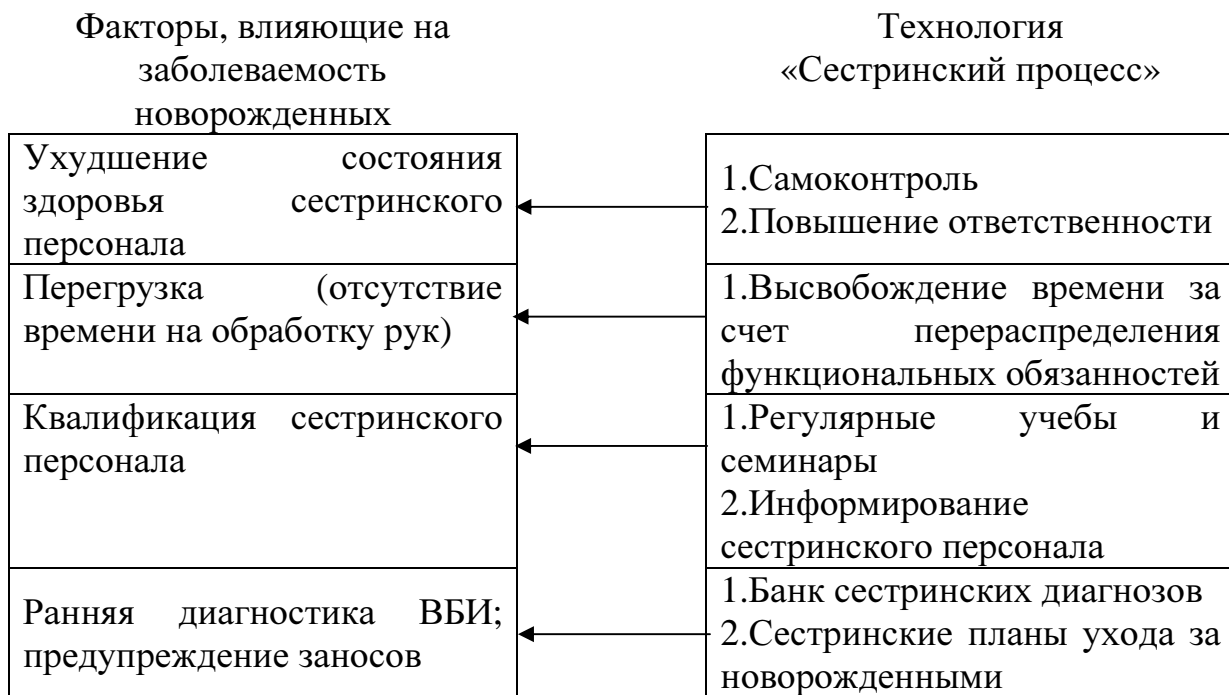 Факторы, влияющие на
заболеваемость
новорожденных
Ухудшение состояния
здоровья сестринского
персонала
Перегрузка (отсутствие
времени на обработку рук)
Квалификация сестринского
персонала
Ранняя диагностика ВБИ;
предупреждение заносов
Технология
«Сестринский процесс»
1.Самоконтроль
2.Повышение ответственности
1.Высвобождение времени за
счет перераспределения
функциональных обязанностей
1.Регулярные учебы и
семинары
2.Информирование
сестринского персонала
1.Банк сестринских диагнозов
2.Сестринские планы ухода за
новорожденными